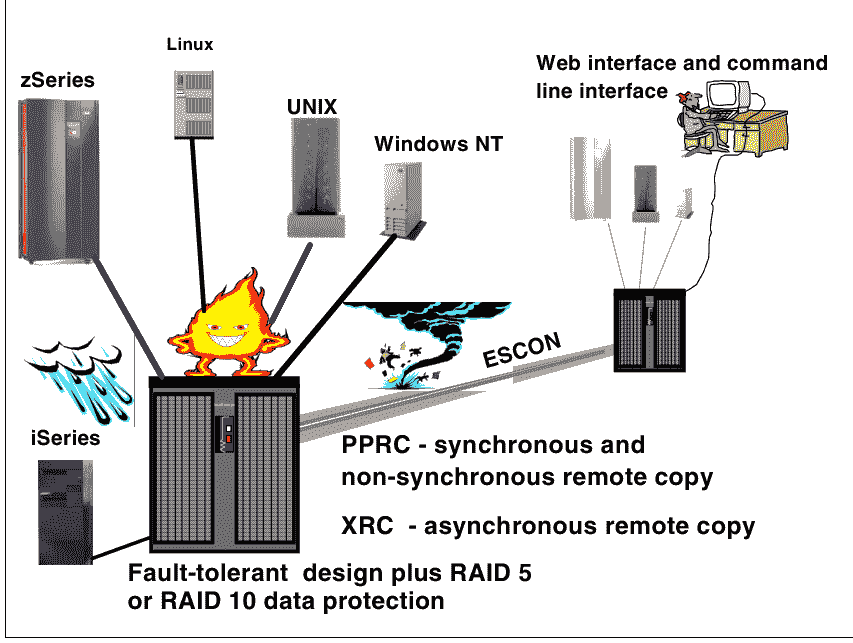 Linux
zSeries
UNIX
Windows NT
Web interface and command
line interface
ESCON
iSeries
PPRC - synchronous and
non-synchronous remote copy
XRC - asynchronous remote copy
Fault-tolerant design plus RAID 5
or RAID 10 data protection